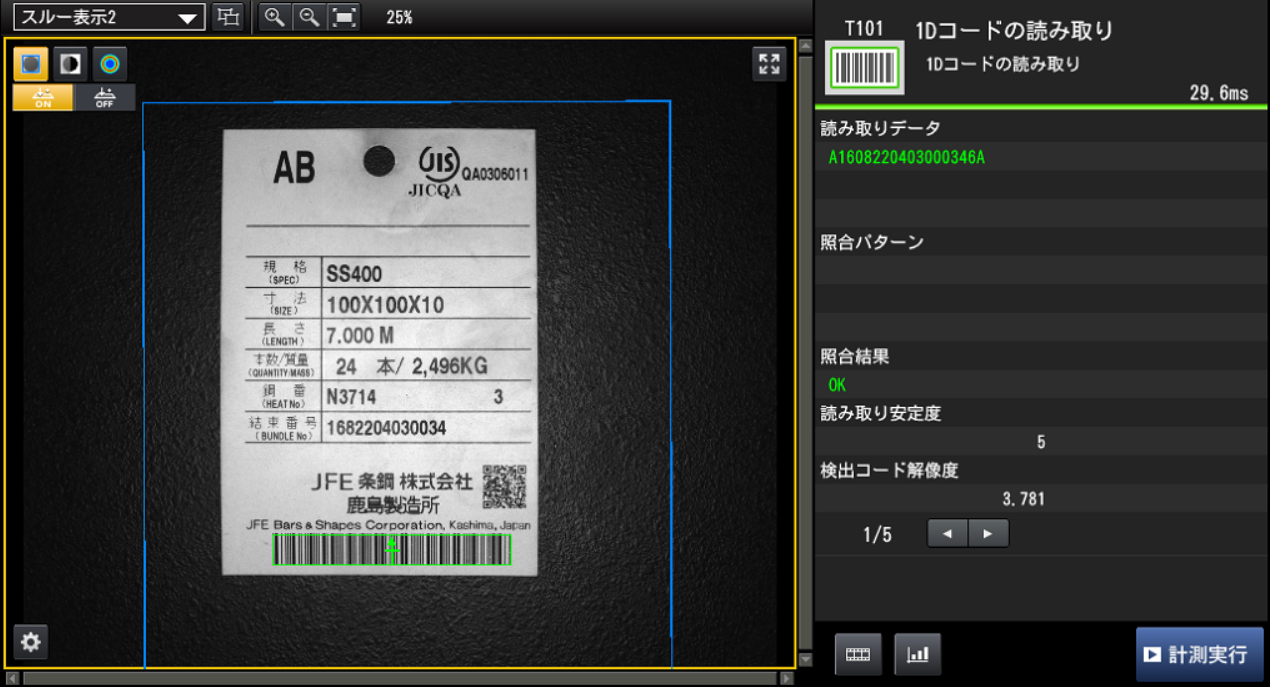 スルー表示2
25%
ON
OFF
AB
JIS
JICQA
QA0306011
規格
(SPEC)
SS400
寸法
(SIZE)
100X100X10
長さ
(LENGTH)
7.000 M
本数/質量
(QUANTITY/MASS)
24 本/ 2,496KG
鋼番
(HEAT No)
N3714 3
結束番号
(BUNDLE No)
1682204030034
JFE 条鋼 株式会社
鹿島製造所
JFE Bars & Shapes Corporation, Kashima, Japan
T101
1Dコードの読み取り
1Dコードの読み取り
29.6ms
読み取りデータ
A1608220403000346A
照合パターン
照合結果
OK
読み取り安定度
5
検出コード解像度
3.781
1/5
計測実行